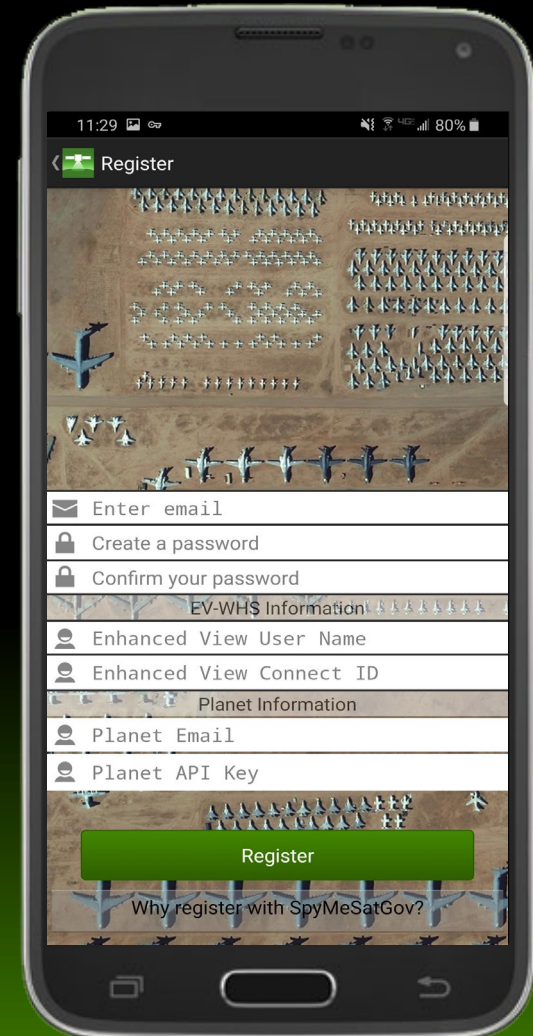 11:29 4GE 80%
Register
Enter email
Create a password
Confirm your password
EV-WHS Information
Enhanced View User Name
Enhanced View Connect ID
Planet Information
Planet Email
Planet API Key
Register
Why register with SpyMeSatGov?